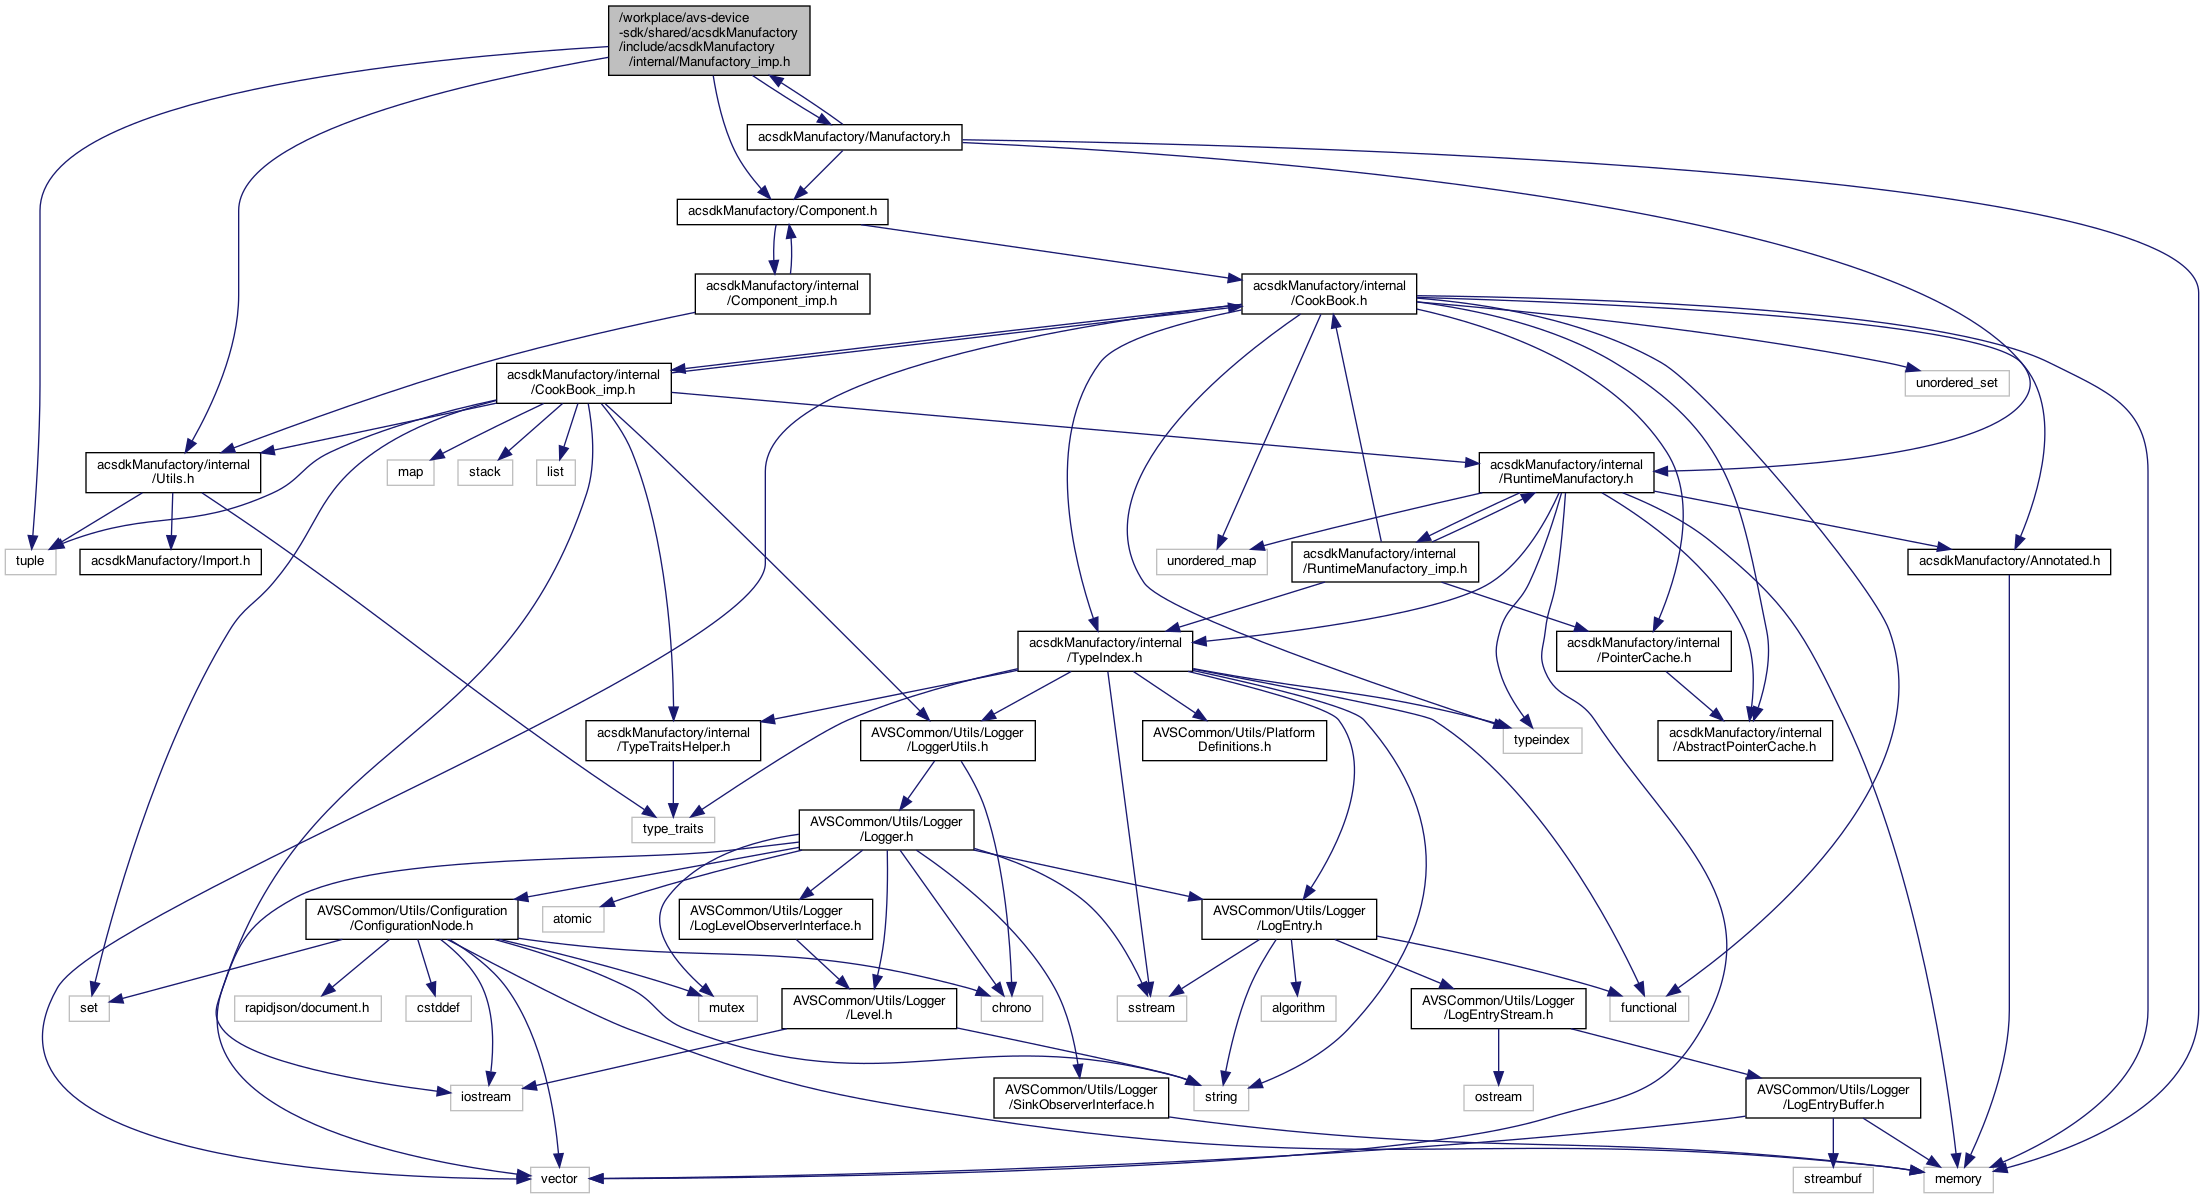 /workplace/avs-device
-sdk/shared/acsdkManufactory
/include/acsdkManufactory
/internal/Manufactory_imp.h
acsdkManufactory/Manufactory.h
acsdkManufactory/Component.h
acsdkManufactory/internal
/Component_imp.h
acsdkManufactory/internal
/CookBook.h
acsdkManufactory/internal
/CookBook_imp.h
unordered_set
acsdkManufactory/internal
/Utils.h
map
stack
list
acsdkManufactory/internal
/RuntimeManufactory.h
tuple
acsdkManufactory/Import.h
unordered_map
acsdkManufactory/internal
/RuntimeManufactory_imp.h
acsdkManufactory/Annotated.h
acsdkManufactory/internal
/TypeIndex.h
acsdkManufactory/internal
/PointerCache.h
acsdkManufactory/internal
/TypeTraitsHelper.h
AVSCommon/Utils/Logger
/LoggerUtils.h
AVSCommon/Utils/Platform
Definitions.h
typeindex
acsdkManufactory/internal
/AbstractPointerCache.h
type_traits
AVSCommon/Utils/Logger
/Logger.h
AVSCommon/Utils/Configuration
/ConfigurationNode.h
atomic
AVSCommon/Utils/Logger
/LogLevelObserverInterface.h
AVSCommon/Utils/Logger
/LogEntry.h
set
rapidjson/document.h
cstddef
mutex
AVSCommon/Utils/Logger
/Level.h
chrono
sstream
algorithm
AVSCommon/Utils/Logger
/LogEntryStream.h
functional
iostream
AVSCommon/Utils/Logger
/SinkObserverInterface.h
string
ostream
AVSCommon/Utils/Logger
/LogEntryBuffer.h
vector
streambuf
memory